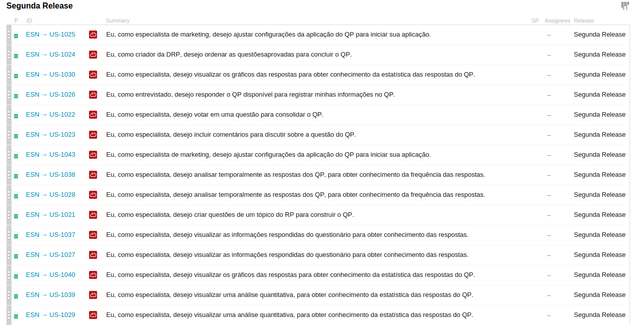 Segunda Release
P ID Summary SP Assignees Release
ESN → US-1025 Eu, como especialista de marketing, desejo ajustar configurações da aplicação do QP para iniciar sua aplicação. -- Segunda Release
ESN → US-1024 Eu, como criador da DRP, desejo ordenar as questõesaprovadas para concluir o QP. -- Segunda Release
ESN → US-1030 Eu, como especialista, desejo visualizar os gráficos das respostas para obter conhecimento da estatística das respostas do QP. -- Segunda Release
ESN → US-1026 Eu, como entrevistado, desejo responder o QP disponível para registrar minhas informações no QP. -- Segunda Release
ESN → US-1022 Eu, como especialista, desejo votar em uma questão para consolidar o QP. -- Segunda Release
ESN → US-1023 Eu, como especialista, desejo incluir comentários para discutir sobre a questão do QP. -- Segunda Release
ESN → US-1043 Eu, como especialista de marketing, desejo ajustar configurações da aplicação do QP para iniciar sua aplicação. -- Segunda Release
ESN → US-1038 Eu, como especialista, desejo analisar temporalmente as respostas dos QP, para obter conhecimento da frequência das respostas. -- Segunda Release
ESN → US-1028 Eu, como especialista, desejo analisar temporalmente as respostas dos QP, para obter conhecimento da frequência das respostas. -- Segunda Release
ESN → US-1021 Eu, como especialista, desejo criar questões de um tópico do RP para construir o QP. -- Segunda Release
ESN → US-1037 Eu, como especialista, desejo visualizar as informações respondidas do questionário para obter conhecimento das respostas. -- Segunda Release
ESN → US-1027 Eu, como especialista, desejo visualizar as informações respondidas do questionário para obter conhecimento das respostas. -- Segunda Release
ESN → US-1040 Eu, como especialista, desejo visualizar os gráficos das respostas para obter conhecimento da estatística das respostas do QP. -- Segunda Release
ESN → US-1039 Eu, como especialista, desejo visualizar uma análise quantitativa, para obter conhecimento da estatística das respostas do QP. -- Segunda Release
ESN → US-1029 Eu, como especialista, desejo visualizar uma análise quantitativa, para obter conhecimento da estatística das respostas do QP. -- Segunda Release